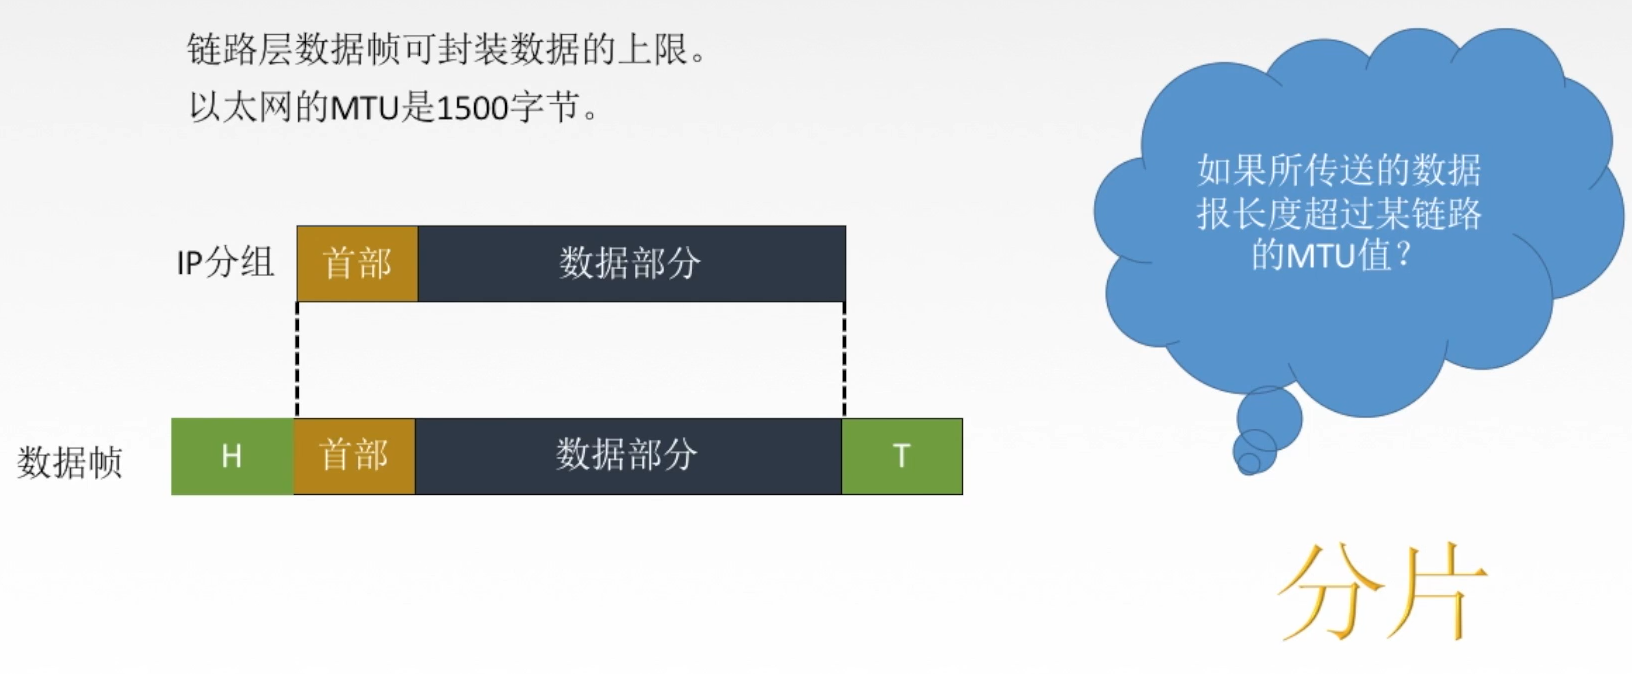 链路层数据帧可封装数据的上限。
以太网的MTU是1500字节。
如果所传送的数据
报长度超过某链路
的MTU值？
IP分组
首部
数据部分
数据帧
H
首部
数据部分
T
分片